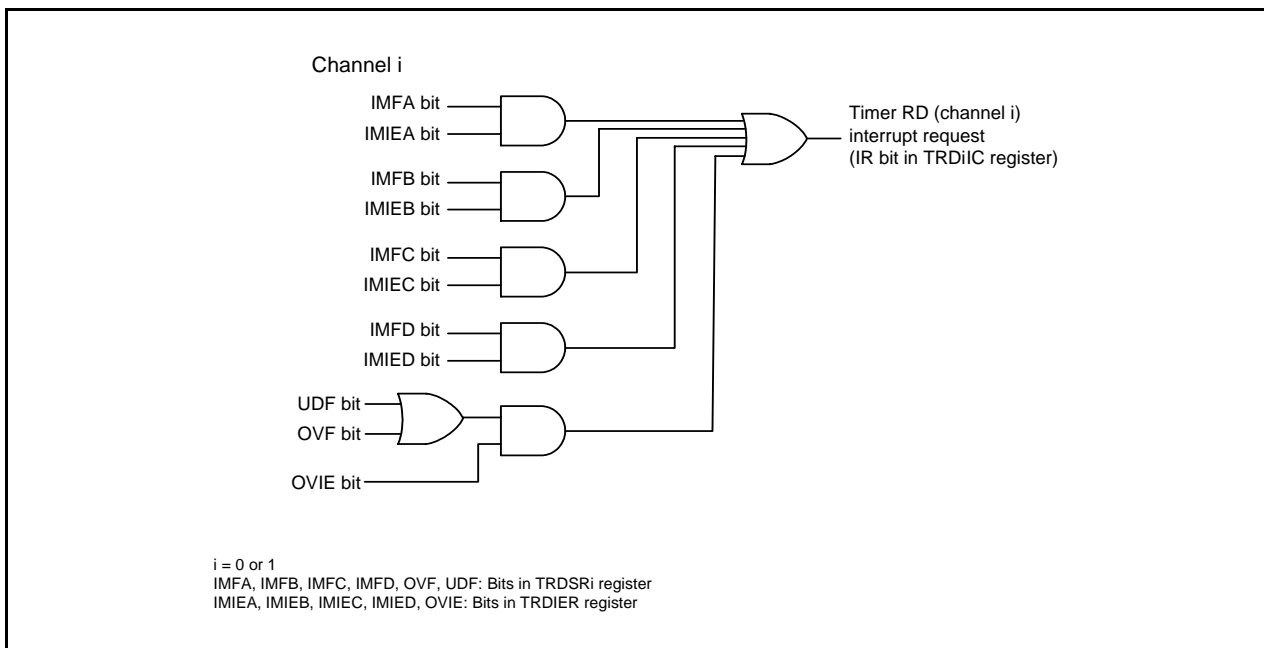 Channel i
IMFA bit
IMIEA bit
IMFB bit
IMIEB bit
IMFC bit
IMIEC bit
IMFD bit
IMIED bit
UDF bit
OVF bit
OVIE bit
Timer RD (channel i)
interrupt request
(IR bit in TRDiIC register)
i = 0 or 1
IMFA, IMFB, IMFC, IMFD, OVF, UDF: Bits in TRDSRi register
IMIEA, IMIEB, IMIEC, IMIED, OVIE: Bits in TRDIER register